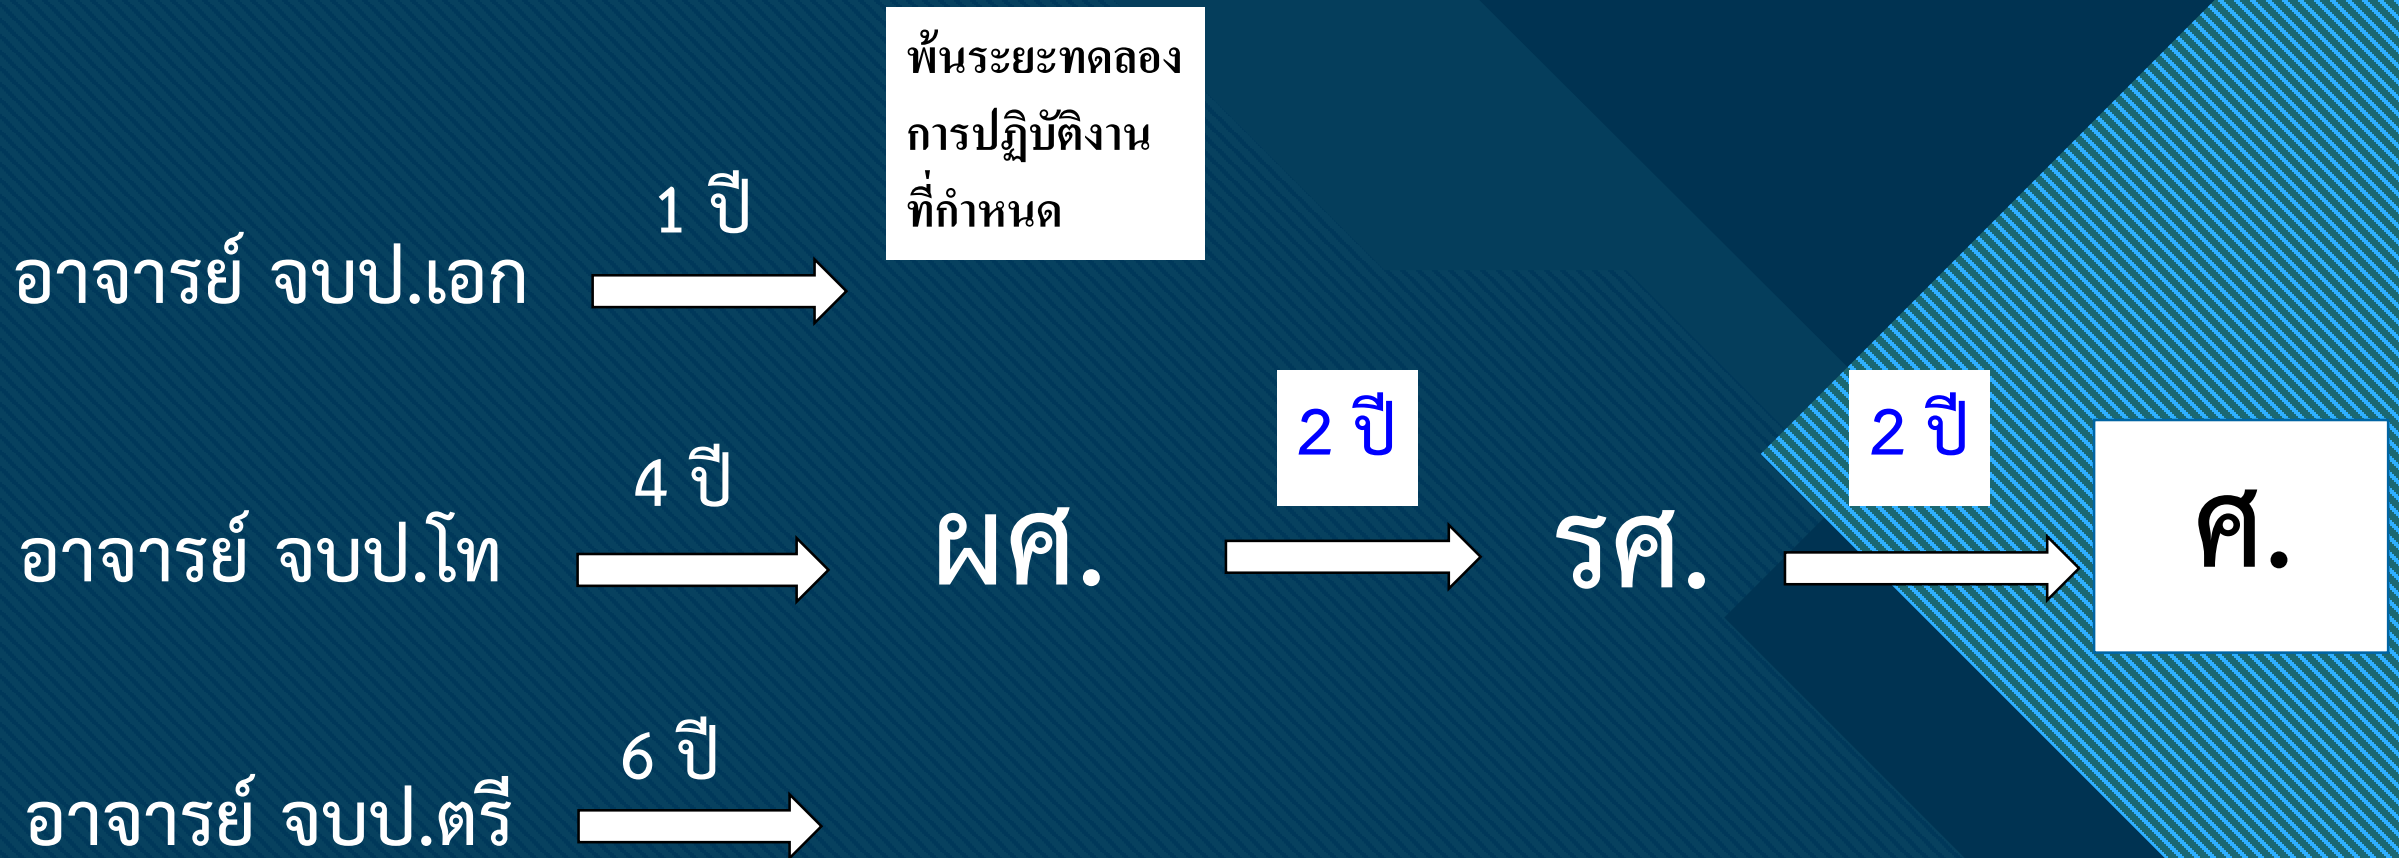 พ้นระยะทดลอง
การปฏิบัติงาน
ที่กำหนด
1 ปี
อาจารย์ จบป.เอก
2 ปี
2 ปี
4 ปี
อาจารย์ จบป.โท
ผศ.
รศ.
ศ.
6 ปี
อาจารย์ จบป.ตรี